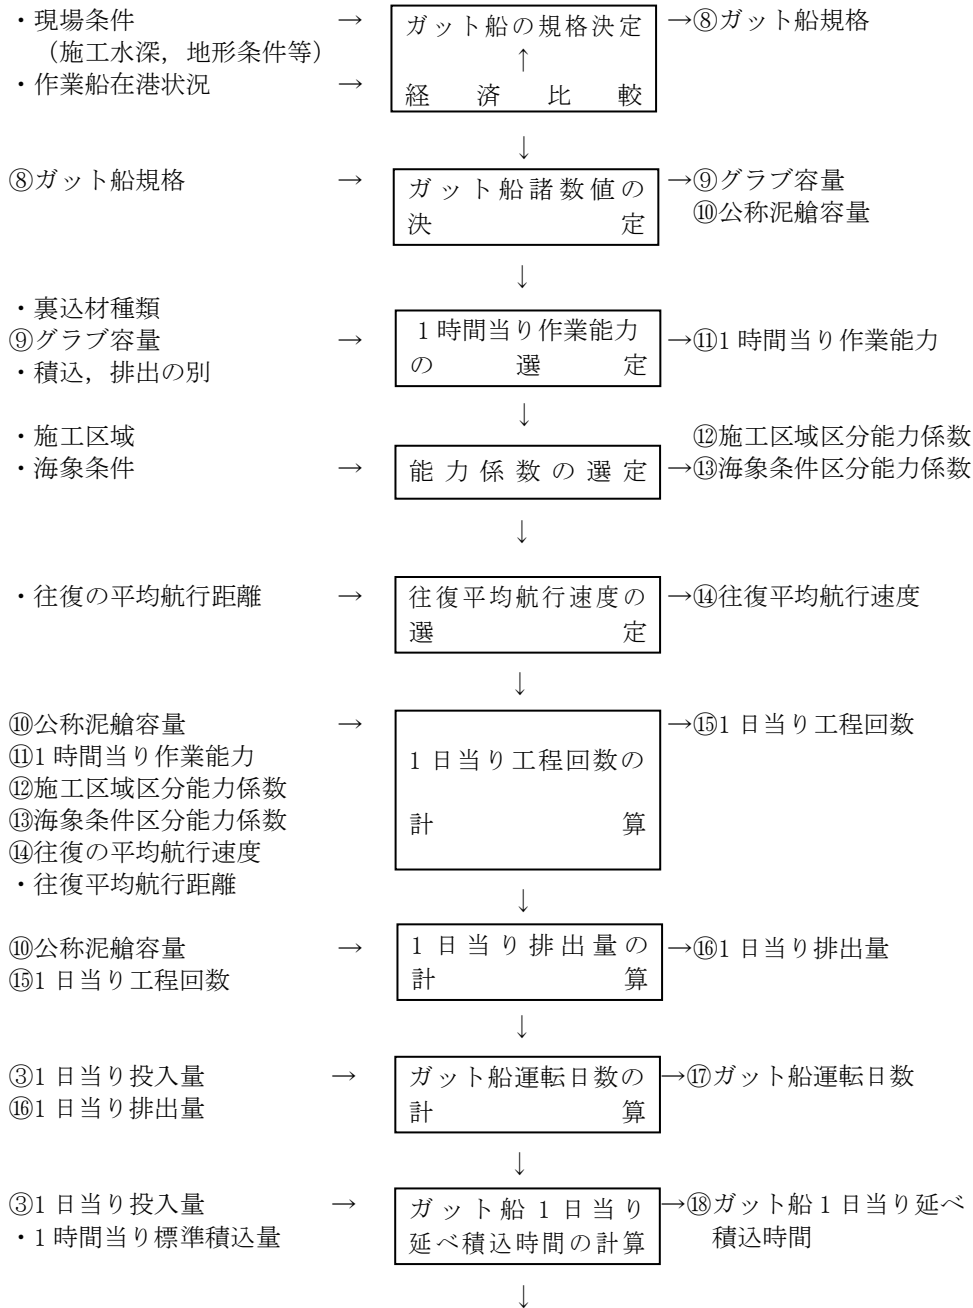 ・現場条件 → ガット船の規格決定 →⑧ガット船規格
（施工水深，地形条件等） ↑
・作業船在港状況 → 経済比較
↓
⑧ガット船規格 → ガット船諸数値の →⑨グラブ容量
決定 ⑩公称泥艙容量
↓
・裏込材種類
⑨グラブ容量 → 1時間当り作業能力 →⑪1時間当り作業能力
・積込，排出の別 の選定
↓
・施工区域 ⑫施工区域区分能力係数
・海象条件 → 能力係数の選定 →⑬海象条件区分能力係数
↓
・往復の平均航行距離 → 往復平均航行速度の →⑭往復平均航行速度
選定
↓
⑩公称泥艙容量 → →⑮1日当り工程回数
⑪1時間当り作業能力 1日当り工程回数の
⑫施工区域区分能力係数
⑬海象条件区分能力係数 計算
⑭往復の平均航行速度
・往復平均航行距離
↓
⑩公称泥艙容量 → 1日当り排出量の →⑯1日当り排出量
⑮1日当り工程回数 計算
↓
③1日当り投入量 → ガット船運転日数の →⑰ガット船運転日数
⑯1日当り排出量 計算
↓
③1日当り投入量 → ガット船1日当り →⑱ガット船1日当り延べ
・1時間当り標準積込量 延べ積込時間の計算 積込時間
↓